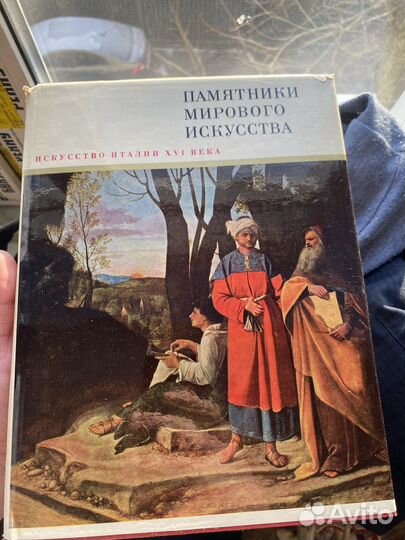 ПАМЯТНИКИ
МИРОВОГО
ИСКУССТВА
ИСКУССТВО ИТАЛИИ XVI ВЕКА
Avito